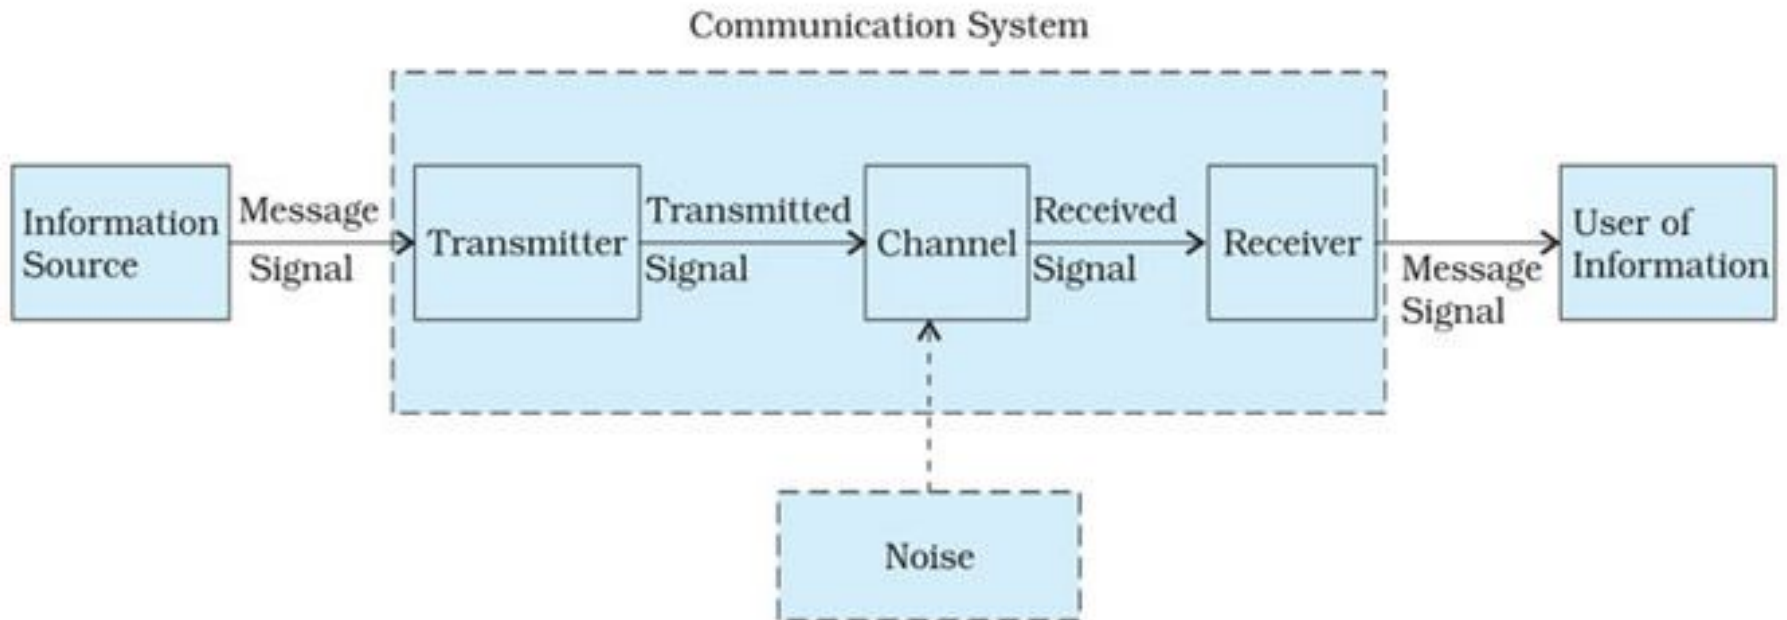 Communication System
Information
Source
Message
Signal
Transmitter
Transmitted
Signal
Channel
Received
Signal
Receiver
Message
Signal
User of
Information
Noise